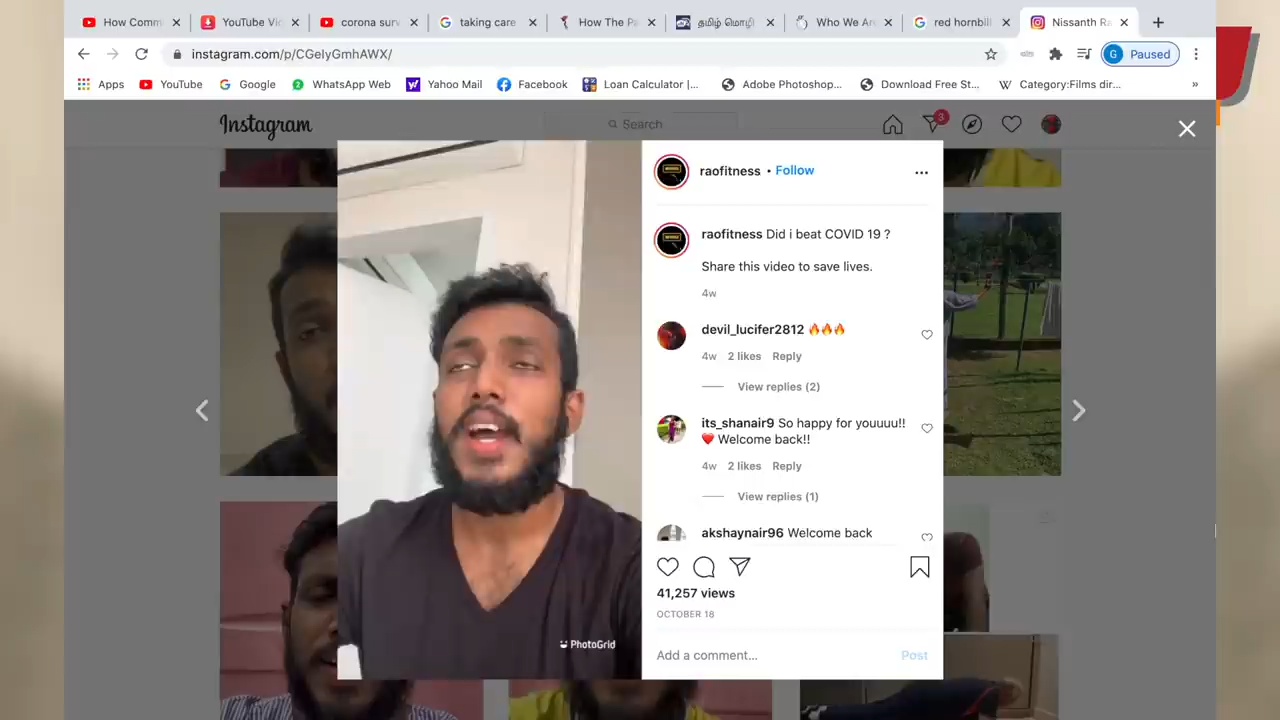 How Comm
YouTube Vi
corona surv
taking care
How The Pa
தமிழ் மொழி
Who We Are
red hornbill
Nissanth Ra
instagram.com/p/CGeIvGmhAWX/
G Paused
Apps
YouTube
Google
WhatsApp Web
Yahoo Mail
Facebook
Loan Calculator |...
Adobe Photoshop...
Download Free St...
Category:Films dir...
»
Instagram
Search
3
raofitness • Follow
raofitness Did i beat COVID 19 ?
Share this video to save lives.
4w
devil_lucifer2812 🔥🔥🔥
4w 2 likes Reply
View replies (2)
its_shanair9 So happy for youuuu!!
❤️ Welcome back!!
4w 2 likes Reply
View replies (1)
akshaynair96 Welcome back
41,257 views
OCTOBER 18
Add a comment... Post
PhotoGrid